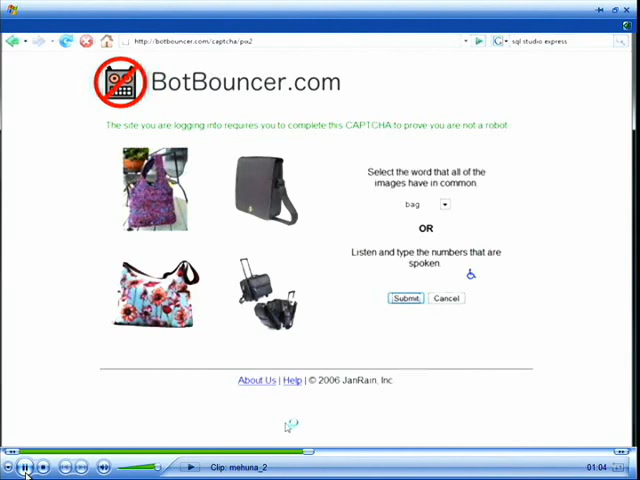 http://botbouncer.com/captcha/pix2
sql studio express
BotBouncer.com
The site you are logging into requires you to complete this CAPTCHA to prove you are not a robot.
Select the word that all of the
images have in common.
bag
OR
Listen and type the numbers that are
spoken.
Submit
Cancel
About Us | Help | © 2006 JanRain, Inc
Clip: mehuna_2
01:04